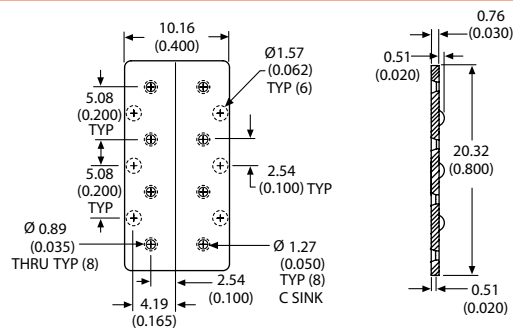 10.16
(0.400)
Ø1.57
(0.062)
TYP (6)
5.08
(0.200)
TYP
5.08
(0.200)
TYP
2.54
(0.100) TYP
Ø 0.89
(0.035)
THRU TYP (8)
Ø 1.27
(0.050)
TYP (8)
C SINK
2.54
(0.100)
4.19
(0.165)
0.76
(0.030)
0.51
(0.020)
20.32
(0.800)
0.51
(0.020)